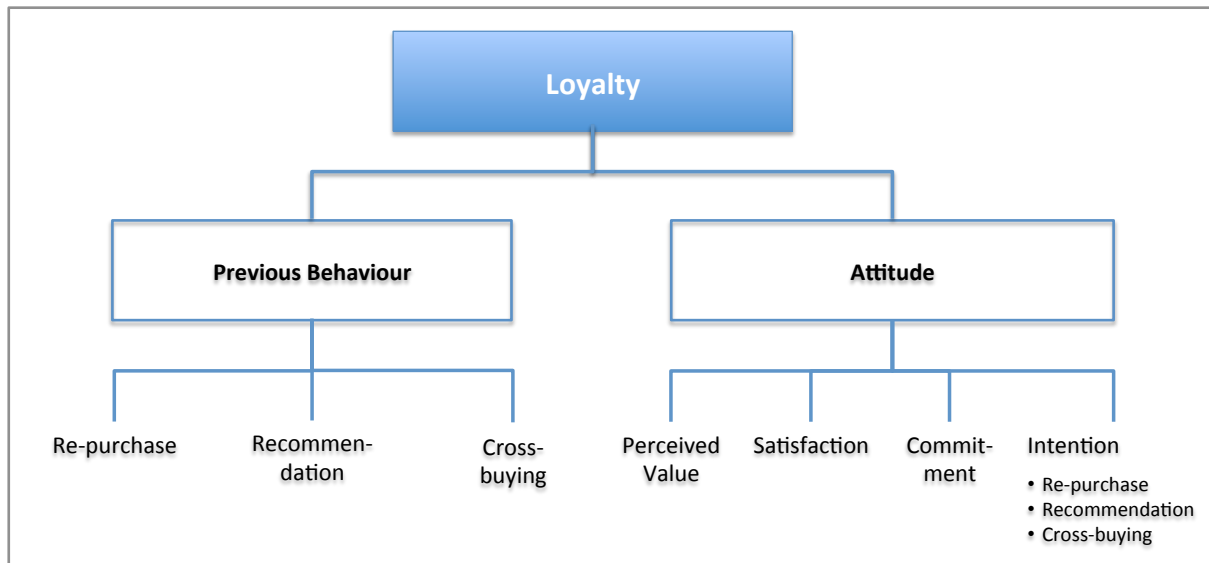 Loyalty
Previous Behaviour
Attitude
Re-purchase
Recommen-
dation
Cross-
buying
Perceived
Value
Satisfaction
Commit-
ment
Intention
• Re-purchase
• Recommendation
• Cross-buying